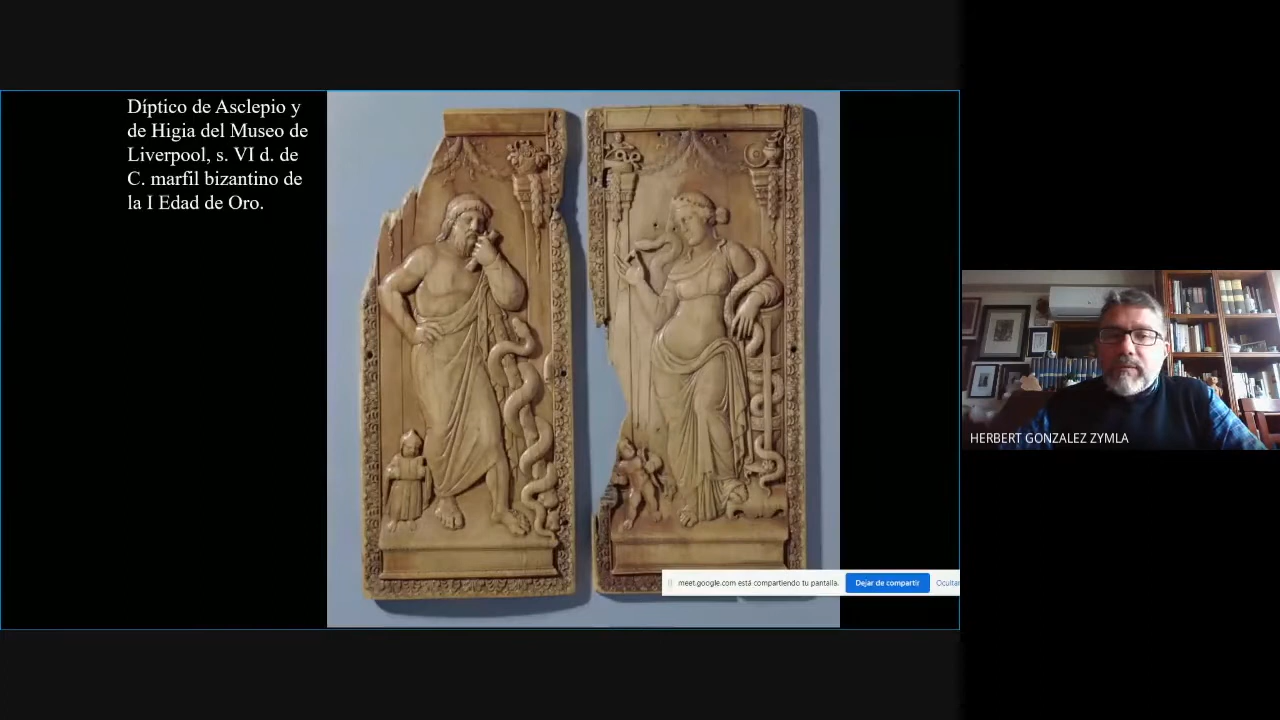 Díptico de Asclepio y
de Higia del Museo de
Liverpool, s. VI d. de
C. marfil bizantino de
la I Edad de Oro.
HERBERT GONZALEZ ZYMLA
meet.google.com está compartiendo tu pantalla.
Dejar de compartir